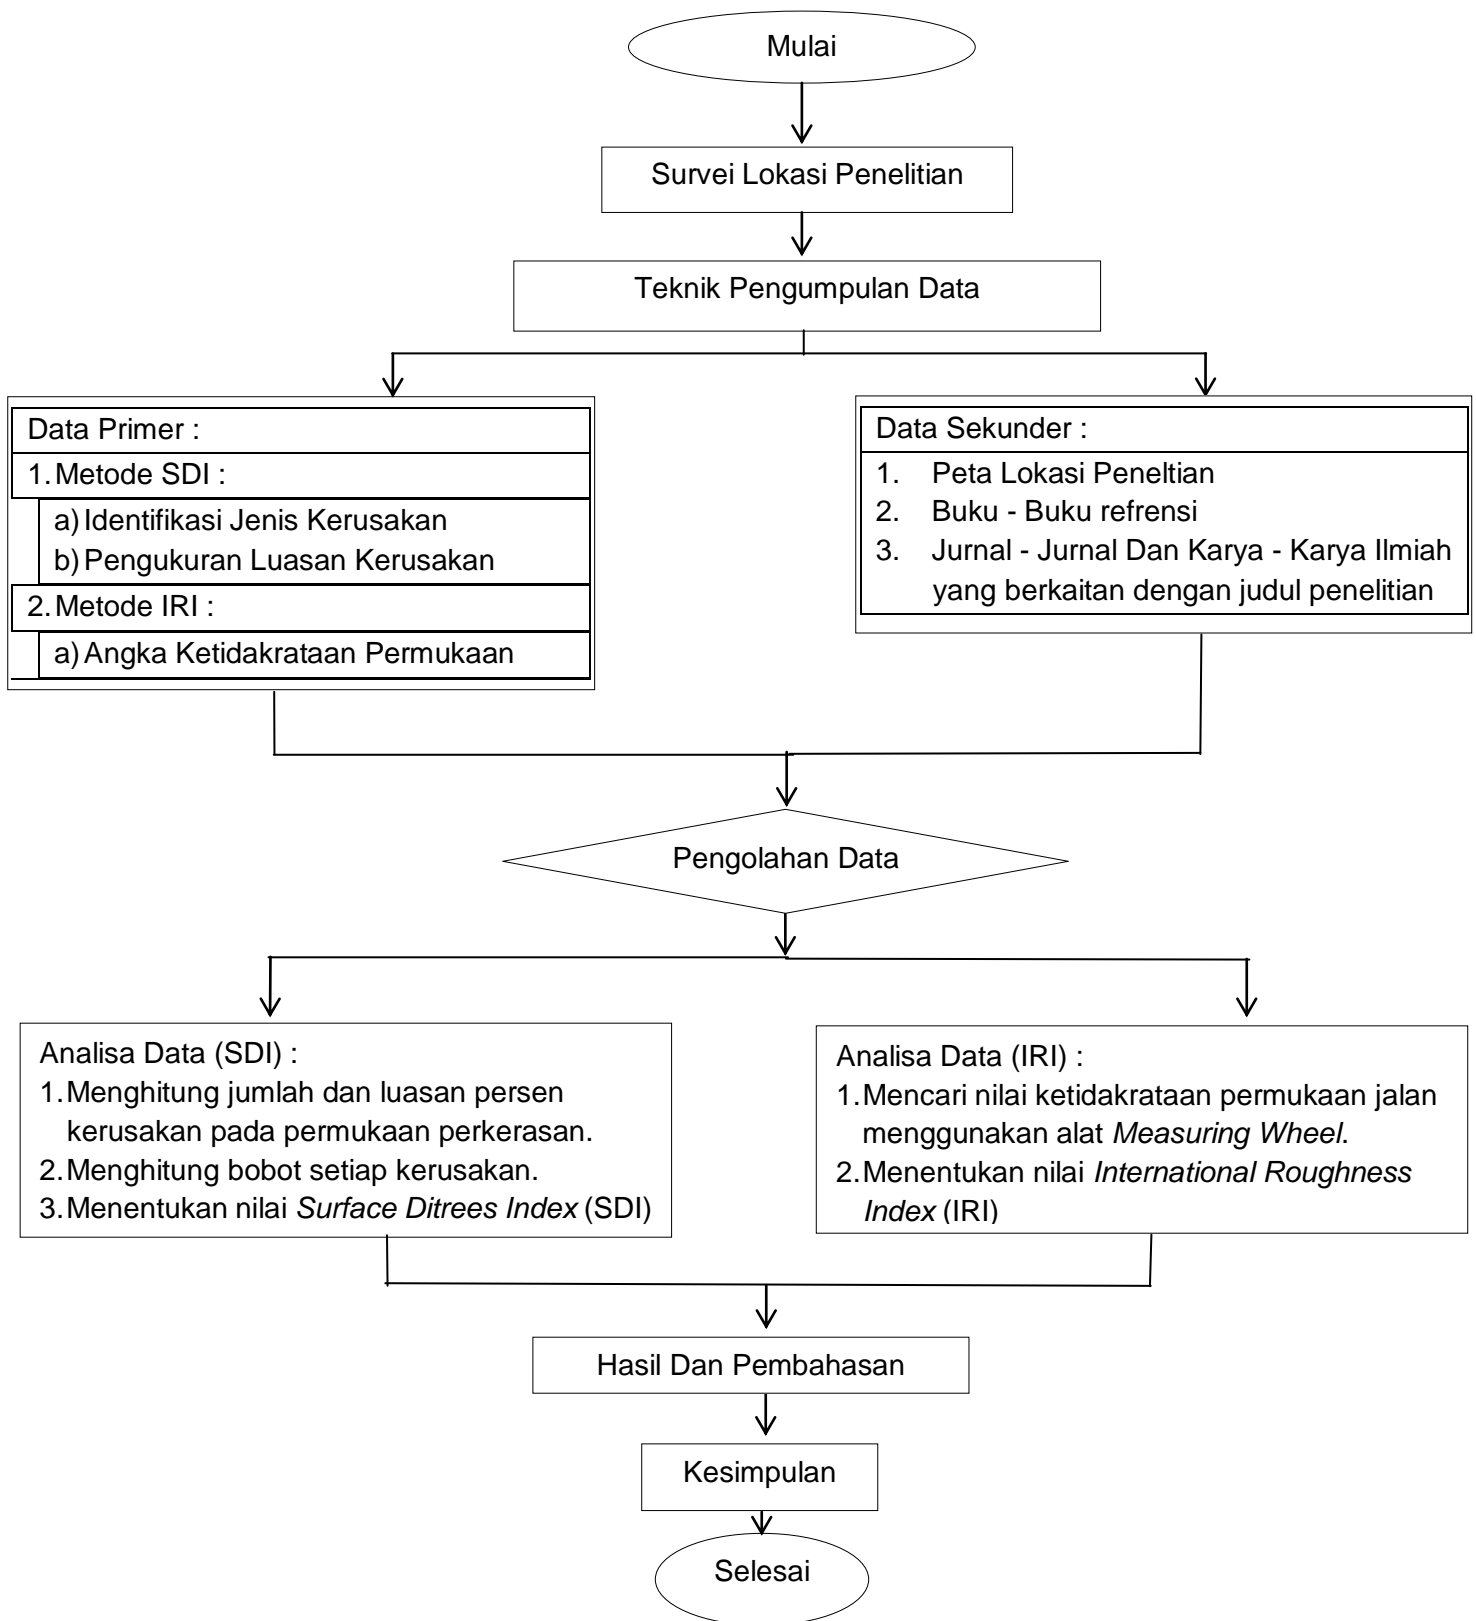 Mulai
Survei Lokasi Penelitian
Teknik Pengumpulan Data
Data Primer :
1. Metode SDI :
a) Identifikasi Jenis Kerusakan
b) Pengukuran Luasan Kerusakan
2. Metode IRI :
a) Angka Ketidakrataan Permukaan
Data Sekunder :
1. Peta Lokasi Peneltian
2. Buku - Buku refrensi
3. Jurnal - Jurnal Dan Karya - Karya Ilmiah
yang berkaitan dengan judul penelitian
Pengolahan Data
Analisa Data (SDI) :
1. Menghitung jumlah dan luasan persen
kerusakan pada permukaan perkerasan.
2. Menghitung bobot setiap kerusakan.
3. Menentukan nilai Surface Ditrees Index (SDI)
Analisa Data (IRI) :
1. Mencari nilai ketidakrataan permukaan jalan
menggunakan alat Measuring Wheel.
2. Menentukan nilai International Roughness
Index (IRI)
Hasil Dan Pembahasan
Kesimpulan
Selesai